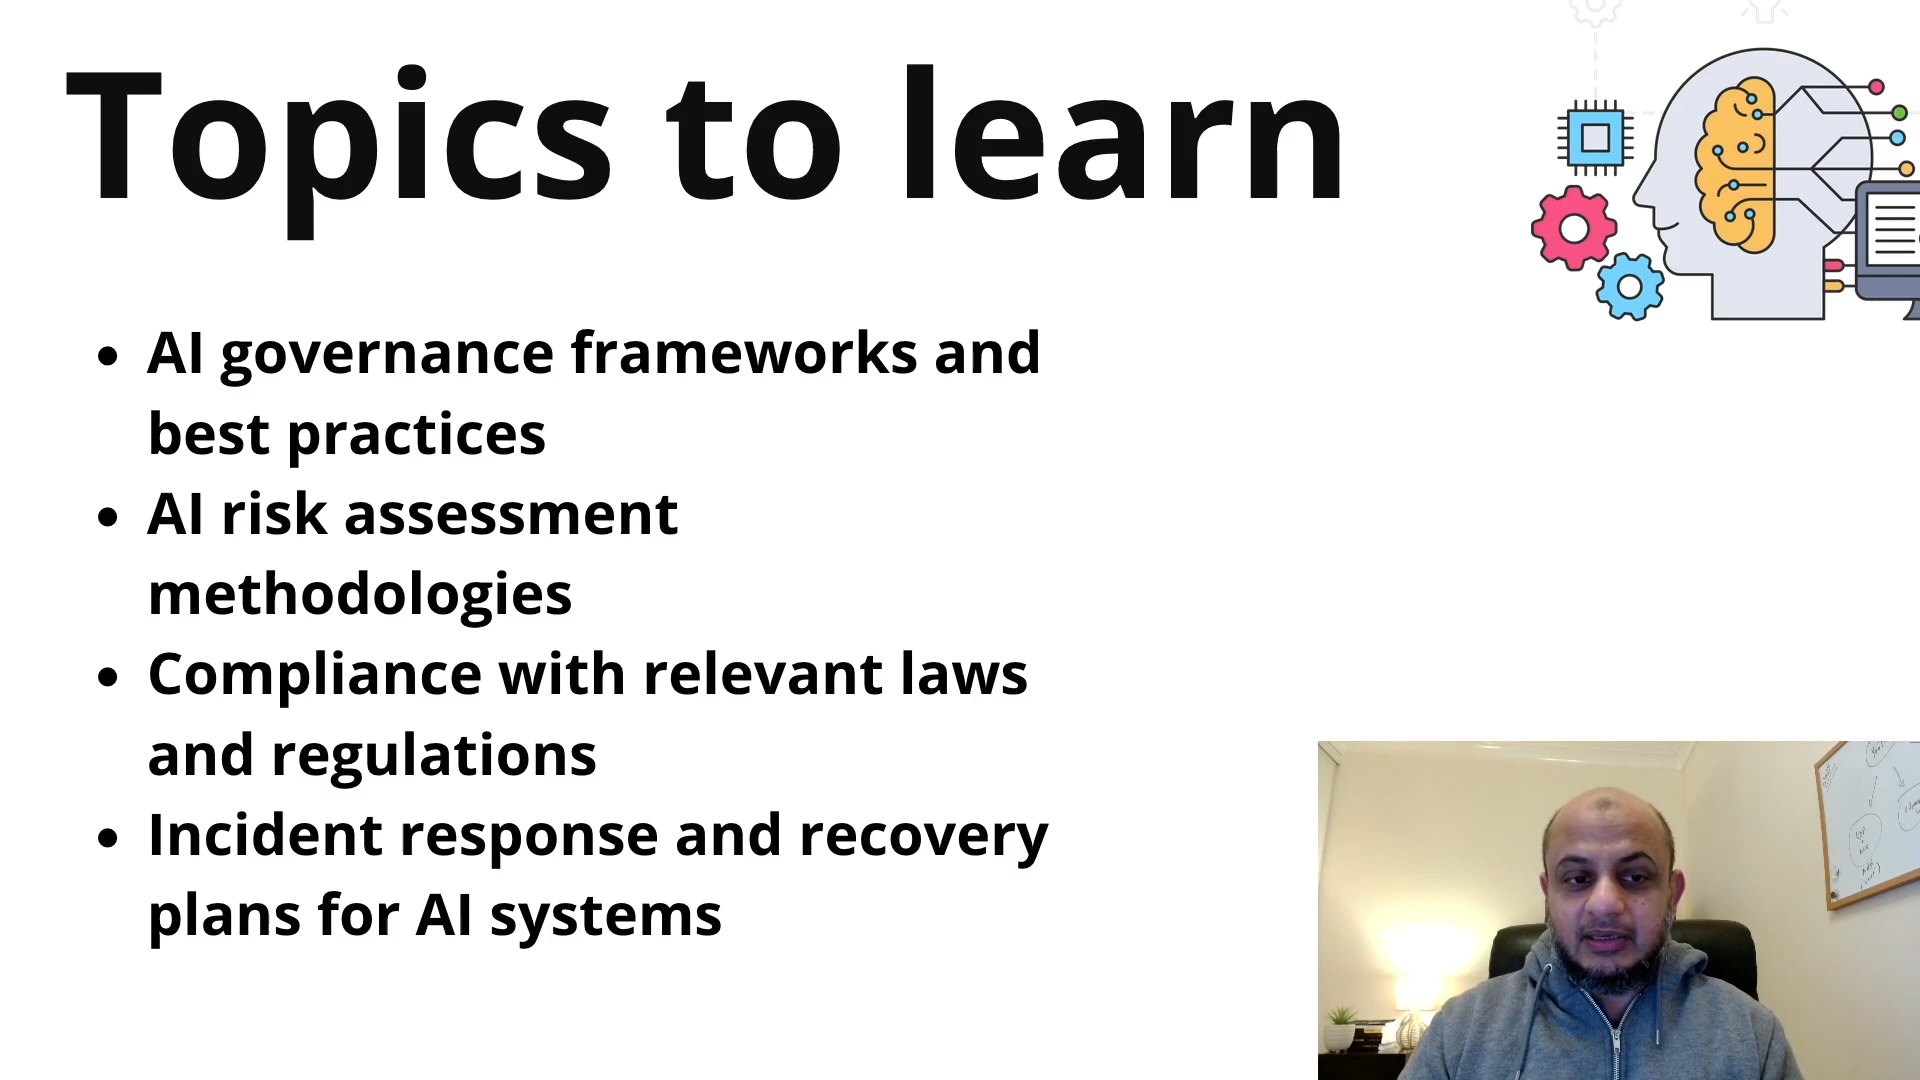 Topics to learn
• AI governance frameworks and
best practices
• AI risk assessment
methodologies
• Compliance with relevant laws
and regulations
• Incident response and recovery
plans for AI systems